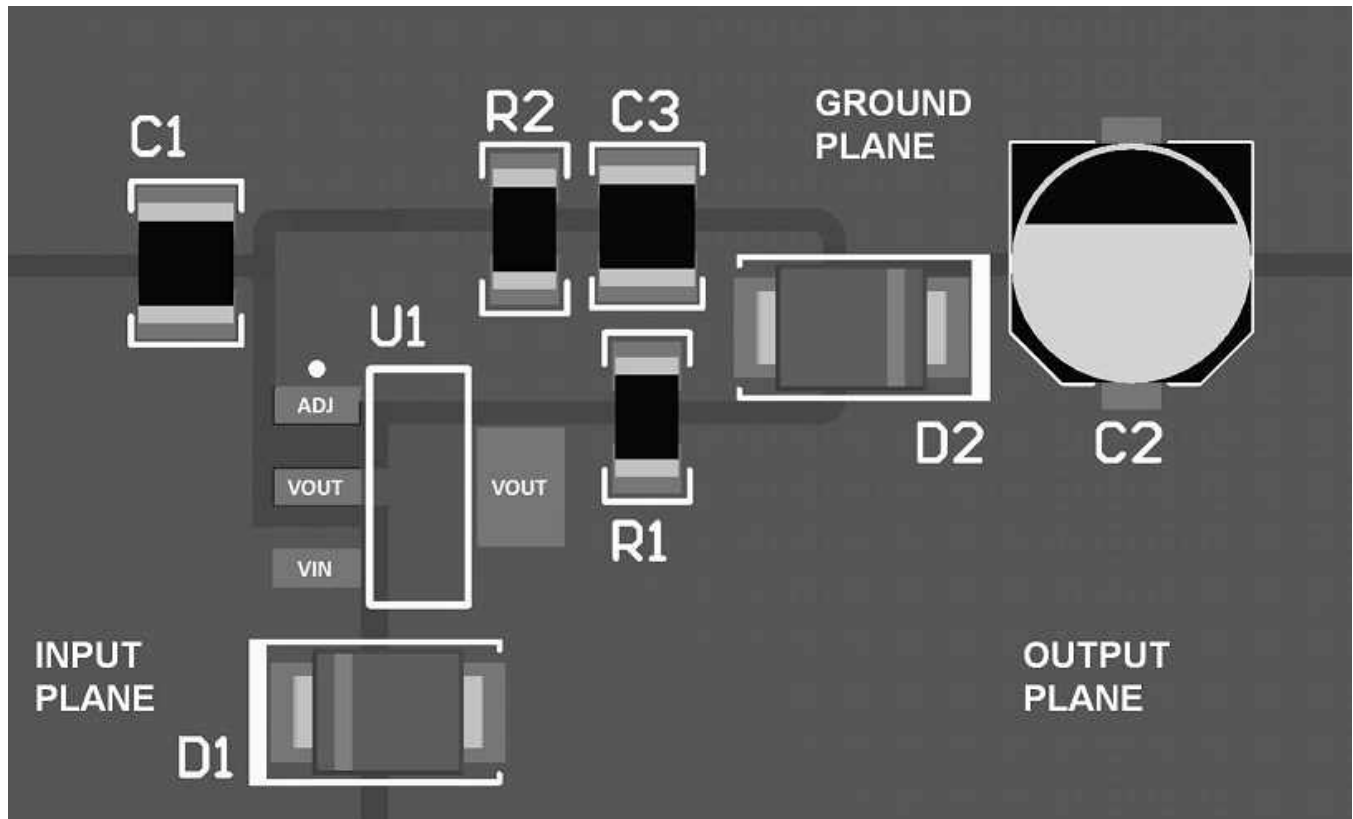 R2
C3
GROUND
PLANE
C1
U1
ADJ
D2
C2
VOUT
VOUT
R1
VIN
INPUT
PLANE
OUTPUT
PLANE
D1